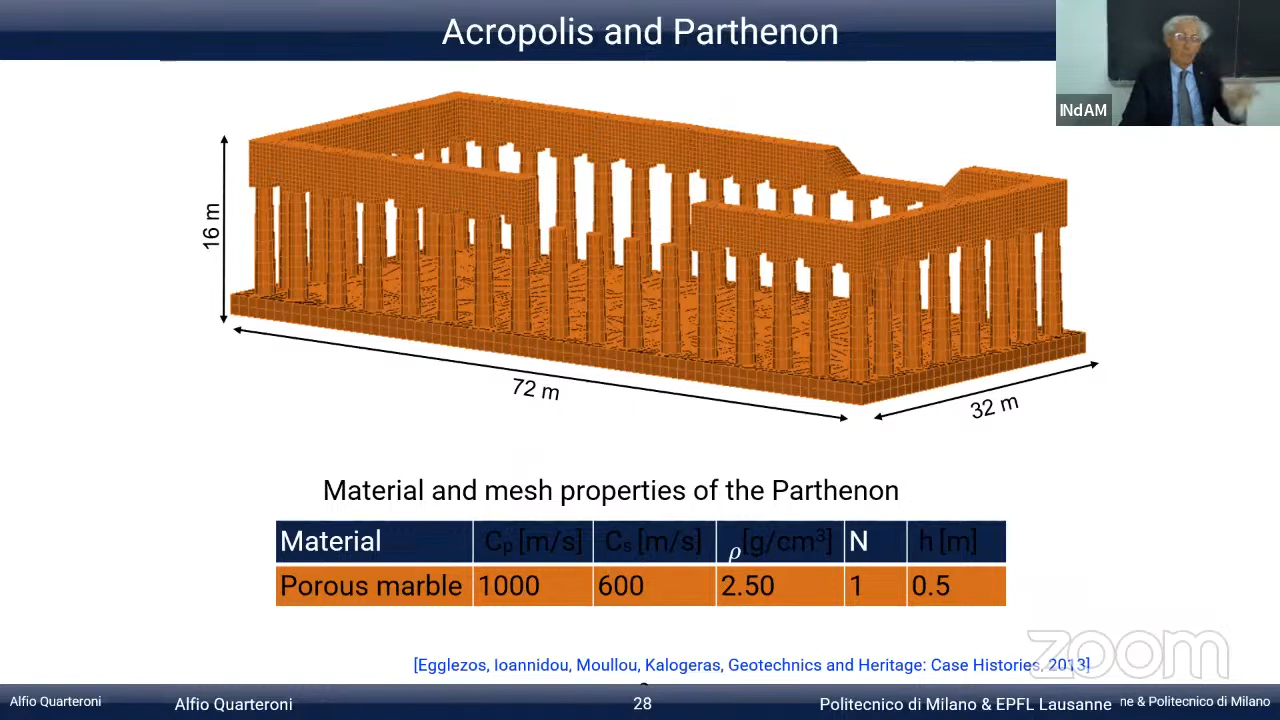 Acropolis and Parthenon
INdAM
16 m
72 m
32 m
Material and mesh properties of the Parthenon
Material Cp [m/s] Cs [m/s] ρ[g/cm³] N h [m]
Porous marble 1000 600 2.50 1 0.5
zoom
[Egglezos, Ioannidou, Moullou, Kalogeras, Geotechnics and Heritage: Case Histories, 2013]
Alfio Quarteroni Alfio Quarteroni 28 Politecnico di Milano & EPFL Lausanne ne & Politecnico di Milano